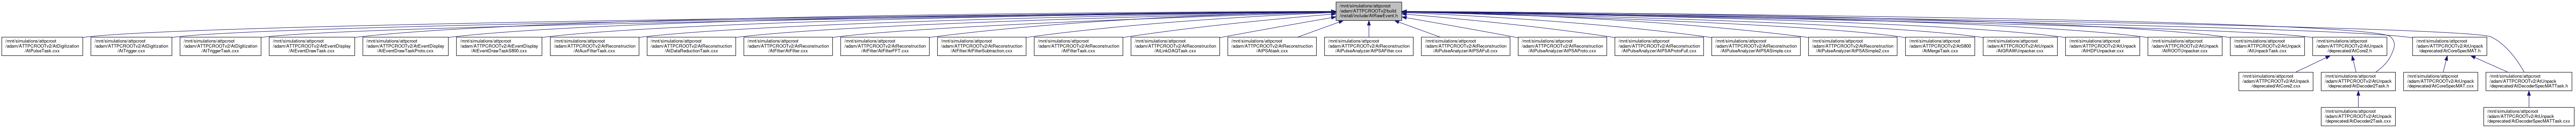 /mnt/simulations/attpcroot
/adam/ATTPCROOTv2/build
/install/include/AtRawEvent.h
/mnt/simulations/attpcroot
/adam/ATTPCROOTv2/AtDigitization
/AtPulseTask.cxx
/mnt/simulations/attpcroot
/adam/ATTPCROOTv2/AtDigitization
/AtTrigger.cxx
/mnt/simulations/attpcroot
/adam/ATTPCROOTv2/AtDigitization
/AtTriggerTask.cxx
/mnt/simulations/attpcroot
/adam/ATTPCROOTv2/AtEventDisplay
/AtEventDrawTask.cxx
/mnt/simulations/attpcroot
/adam/ATTPCROOTv2/AtEventDisplay
/AtEventDrawTaskProto.cxx
/mnt/simulations/attpcroot
/adam/ATTPCROOTv2/AtEventDisplay
/AtEventDrawTaskS800.cxx
/mnt/simulations/attpcroot
/adam/ATTPCROOTv2/AtReconstruction
/AtAuxFilterTask.cxx
/mnt/simulations/attpcroot
/adam/ATTPCROOTv2/AtReconstruction
/AtDataReductionTask.cxx
/mnt/simulations/attpcroot
/adam/ATTPCROOTv2/AtReconstruction
/AtFilter/AtFilter.cxx
/mnt/simulations/attpcroot
/adam/ATTPCROOTv2/AtReconstruction
/AtFilter/AtFilterFFT.cxx
/mnt/simulations/attpcroot
/adam/ATTPCROOTv2/AtReconstruction
/AtFilter/AtFilterSubtraction.cxx
/mnt/simulations/attpcroot
/adam/ATTPCROOTv2/AtReconstruction
/AtFilterTask.cxx
/mnt/simulations/attpcroot
/adam/ATTPCROOTv2/AtReconstruction
/AtLinkDAQTask.cxx
/mnt/simulations/attpcroot
/adam/ATTPCROOTv2/AtReconstruction
/AtPSAtask.cxx
/mnt/simulations/attpcroot
/adam/ATTPCROOTv2/AtReconstruction
/AtPulseAnalyzer/AtPSAFilter.cxx
/mnt/simulations/attpcroot
/adam/ATTPCROOTv2/AtReconstruction
/AtPulseAnalyzer/AtPSAFull.cxx
/mnt/simulations/attpcroot
/adam/ATTPCROOTv2/AtReconstruction
/AtPulseAnalyzer/AtPSAProto.cxx
/mnt/simulations/attpcroot
/adam/ATTPCROOTv2/AtReconstruction
/AtPulseAnalyzer/AtPSAProtoFull.cxx
/mnt/simulations/attpcroot
/adam/ATTPCROOTv2/AtReconstruction
/AtPulseAnalyzer/AtPSASimple.cxx
/mnt/simulations/attpcroot
/adam/ATTPCROOTv2/AtReconstruction
/AtPulseAnalyzer/AtPSASimple2.cxx
/mnt/simulations/attpcroot
/adam/ATTPCROOTv2/AtS800
/AtMergeTask.cxx
/mnt/simulations/attpcroot
/adam/ATTPCROOTv2/AtUnpack
/AtGRAWUnpacker.cxx
/mnt/simulations/attpcroot
/adam/ATTPCROOTv2/AtUnpack
/AtHDFUnpacker.cxx
/mnt/simulations/attpcroot
/adam/ATTPCROOTv2/AtUnpack
/AtROOTUnpacker.cxx
/mnt/simulations/attpcroot
/adam/ATTPCROOTv2/AtUnpack
/AtUnpackTask.cxx
/mnt/simulations/attpcroot
/adam/ATTPCROOTv2/AtUnpack
/deprecated/AtCore2.h
/mnt/simulations/attpcroot
/adam/ATTPCROOTv2/AtUnpack
/deprecated/AtCoreSpecMAT.h
/mnt/simulations/attpcroot
/adam/ATTPCROOTv2/AtUnpack
/deprecated/AtCore2.cxx
/mnt/simulations/attpcroot
/adam/ATTPCROOTv2/AtUnpack
/deprecated/AtDecoder2Task.h
/mnt/simulations/attpcroot
/adam/ATTPCROOTv2/AtUnpack
/deprecated/AtCoreSpecMAT.cxx
/mnt/simulations/attpcroot
/adam/ATTPCROOTv2/AtUnpack
/deprecated/AtDecoderSpecMATTask.h
/mnt/simulations/attpcroot
/adam/ATTPCROOTv2/AtUnpack
/deprecated/AtDecoder2Task.cxx
/mnt/simulations/attpcroot
/adam/ATTPCROOTv2/AtUnpack
/deprecated/AtDecoderSpecMATTask.cxx